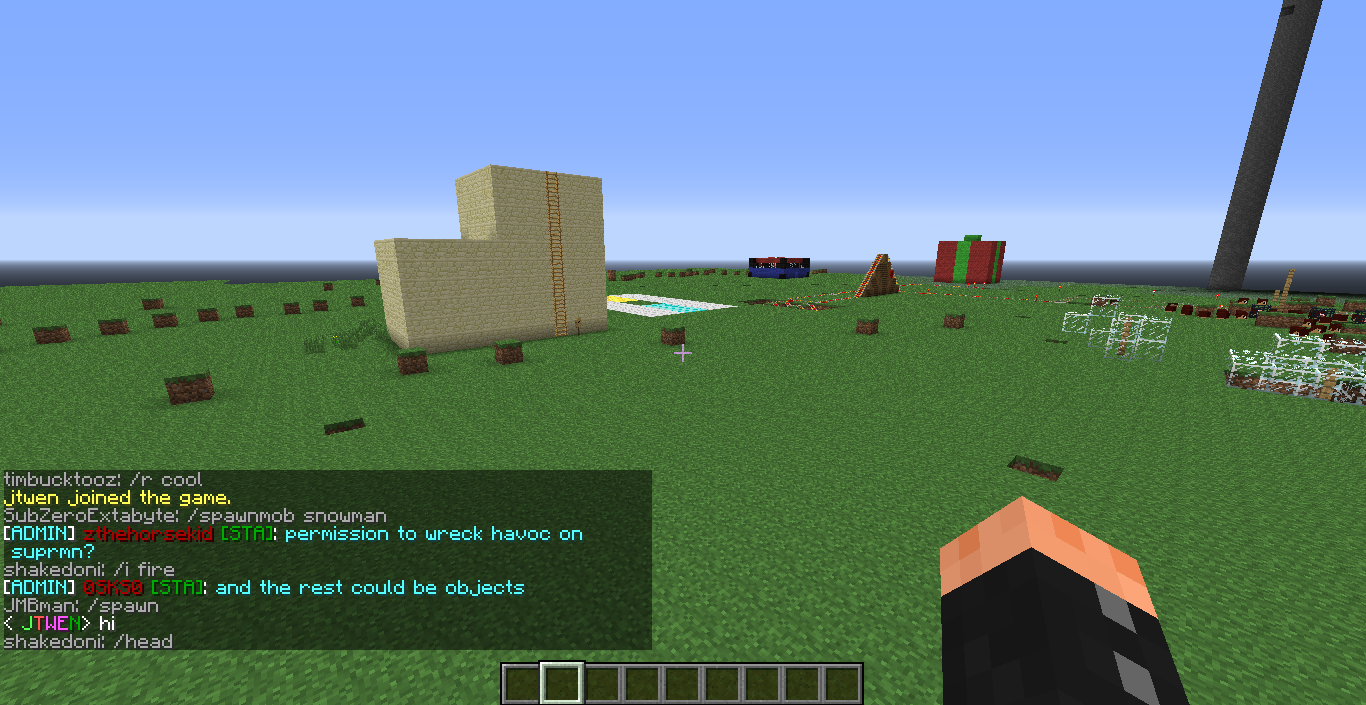 timbucktooz: /r cool
jtwen joined the game.
SubZeroExtabyte: /spawnmob snowman
[ADMIN] zthehorsekid [STA]: permission to wreck havoc on
suprmn?
shakedoni: /i fire
[ADMIN] 05KS0 [STA]: and the rest could be objects
JMBman: /spawn
< JTWEN> hi
shakedoni: /head